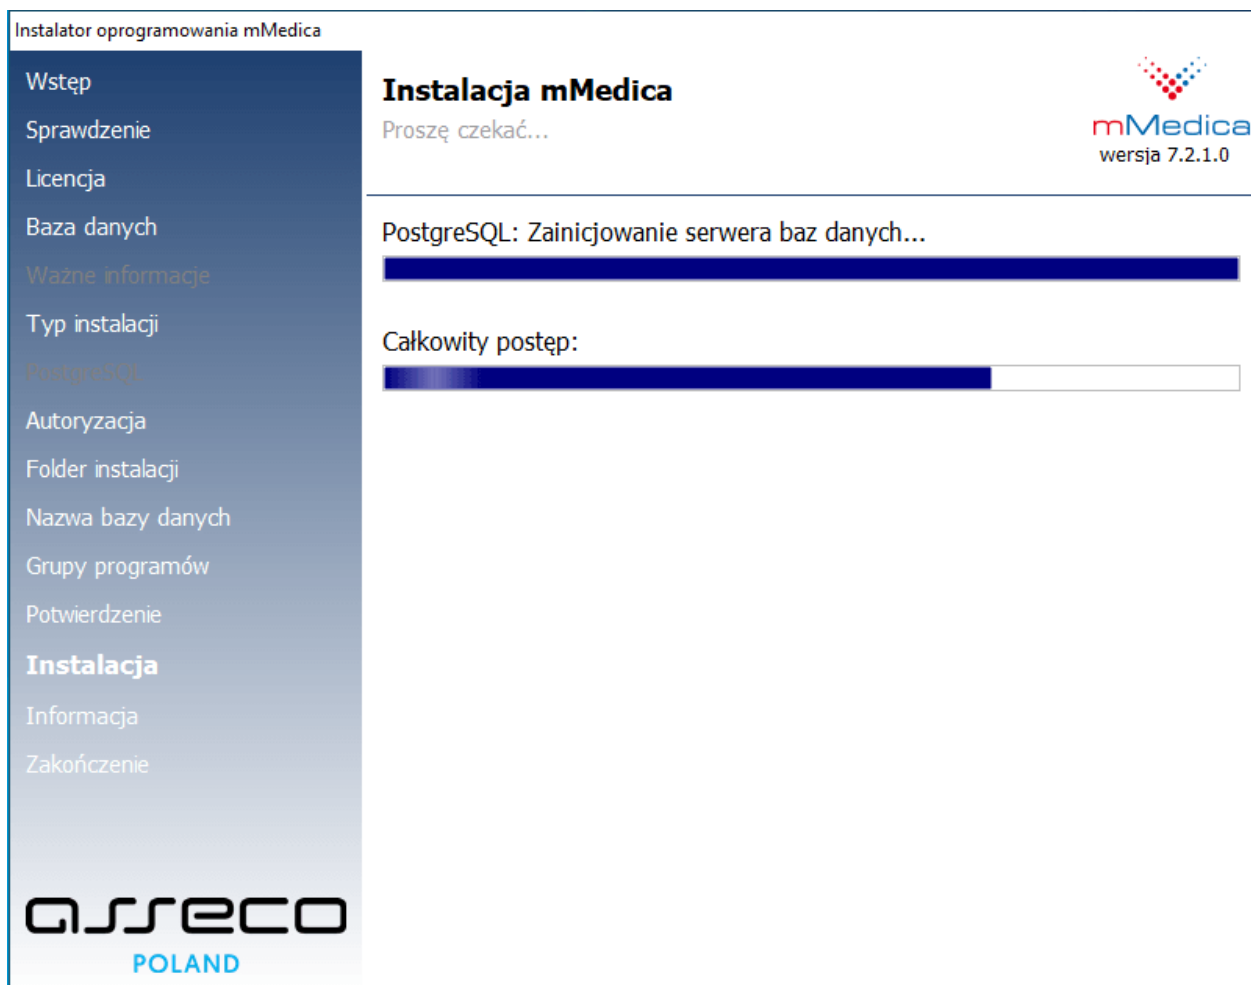 Instalator oprogramowania mMedica
Wstęp
Sprawdzenie
Licencja
Baza danych
Ważne informacje
Typ instalacji
PostgreSQL
Autoryzacja
Folder instalacji
Nazwa bazy danych
Grupy programów
Potwierdzenie
Instalacja
Informacja
Zakończenie
asseco
POLAND
Instalacja mMedica
Proszę czekać...
mMedica
wersja 7.2.1.0
PostgreSQL: Zainicjowanie serwera baz danych...
Całkowity postęp: